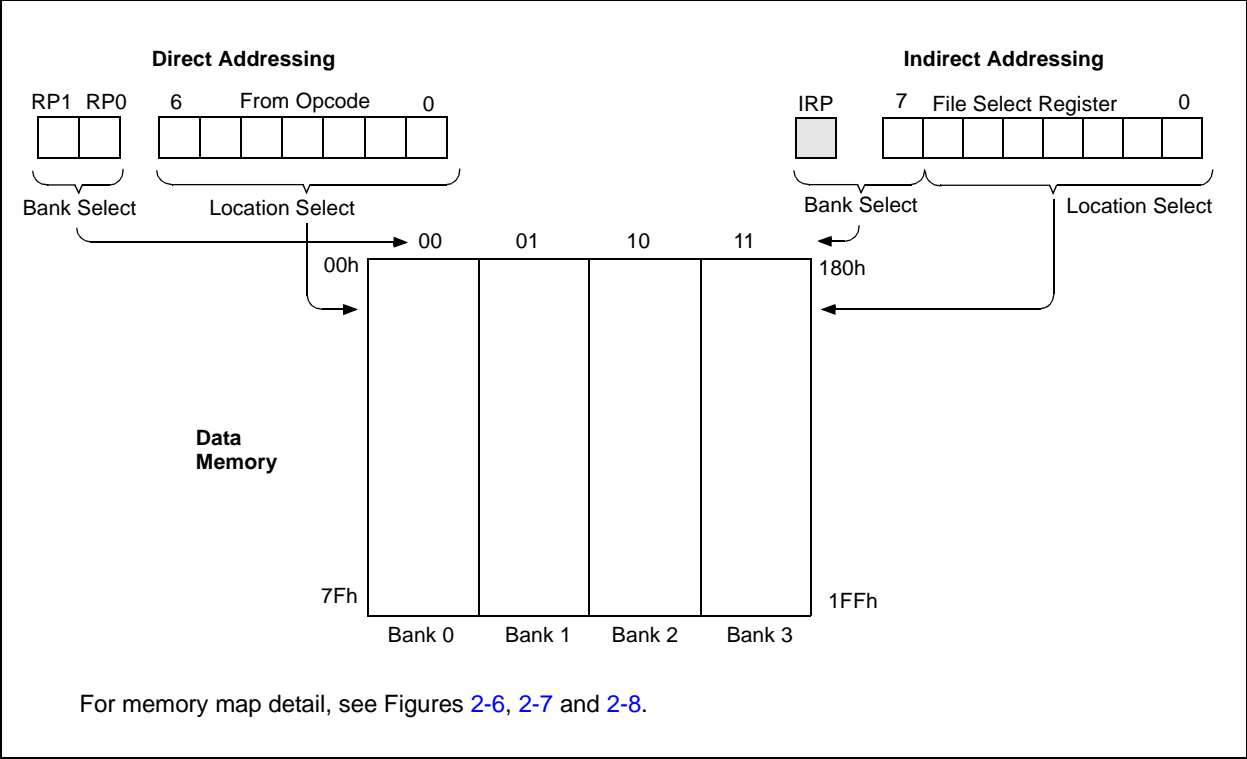 Direct Addressing
Indirect Addressing
RP1 RP0
6 From Opcode 0
IRP
7 File Select Register 0
Bank Select
Location Select
Bank Select
Location Select
00 01 10 11
00h
180h
Data
Memory
7Fh
1FFh
Bank 0 Bank 1 Bank 2 Bank 3
For memory map detail, see Figures 2-6, 2-7 and 2-8.